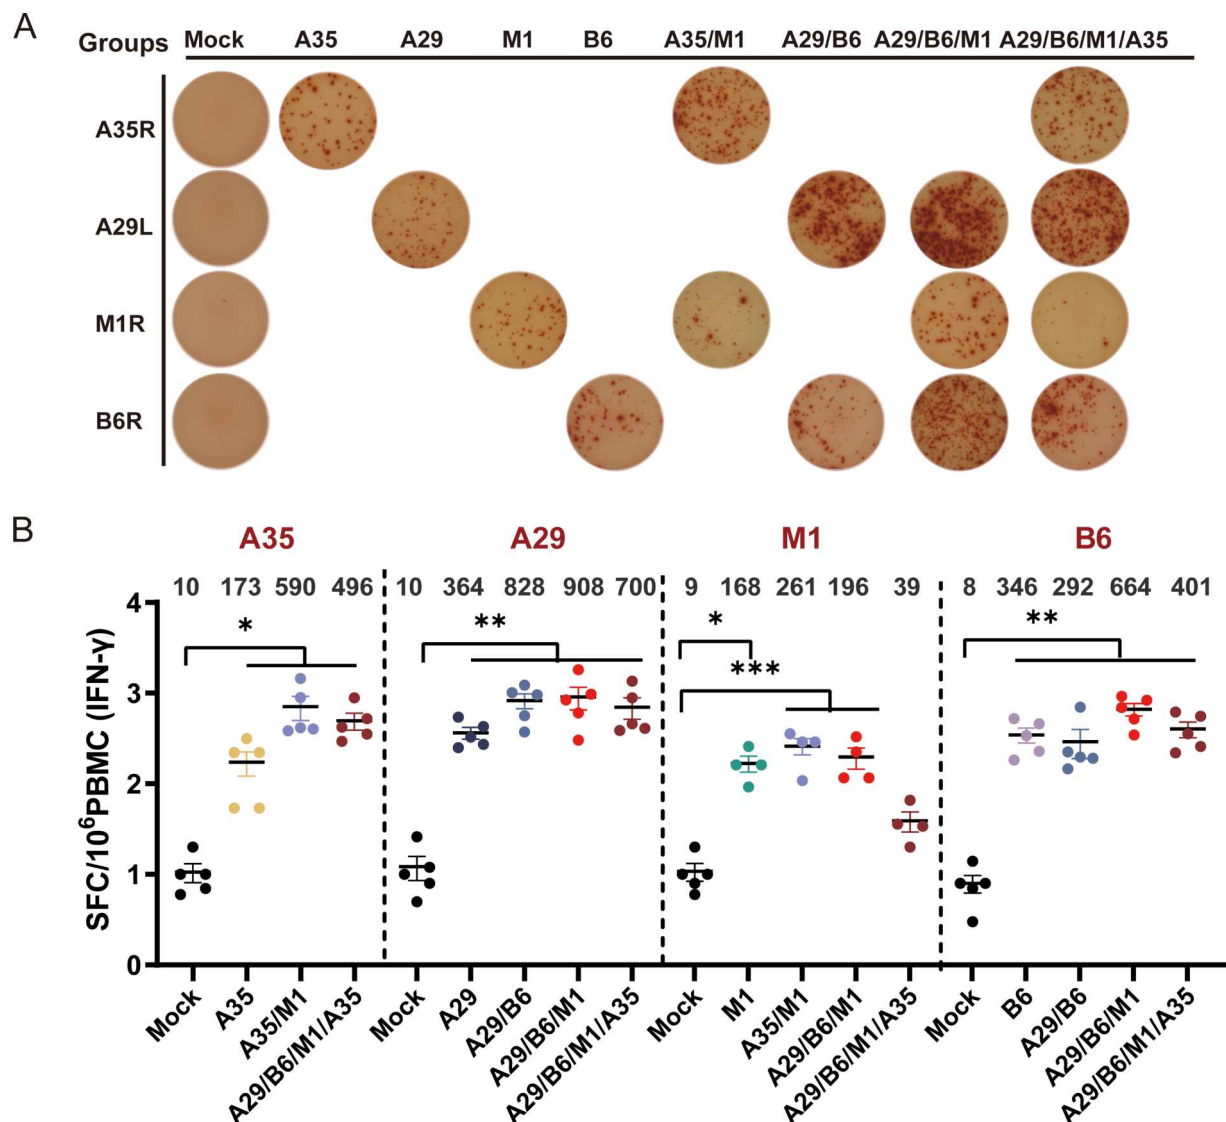 A
Groups Mock A35 A29 M1 B6 A35/M1 A29/B6 A29/B6/M1 A29/B6/M1/A35
A35R
A29L
M1R
B6R
B
A35 A29 M1 B6
10 173 590 496 10 364 828 908 700 9 168 261 196 39 8 346 292 664 401
* ** * *** **
SFC/10⁶PBMC (IFN-γ)
4
3
2
1
0
Mock A35 A35/M1 A29/B6/M1/A35 Mock A29 A29/B6 A29/B6/M1 A29/B6/M1/A35 Mock M1 A35/M1 A29/B6/M1 A29/B6/M1/A35 Mock B6 A29/B6 A29/B6/M1 A29/B6/M1/A35